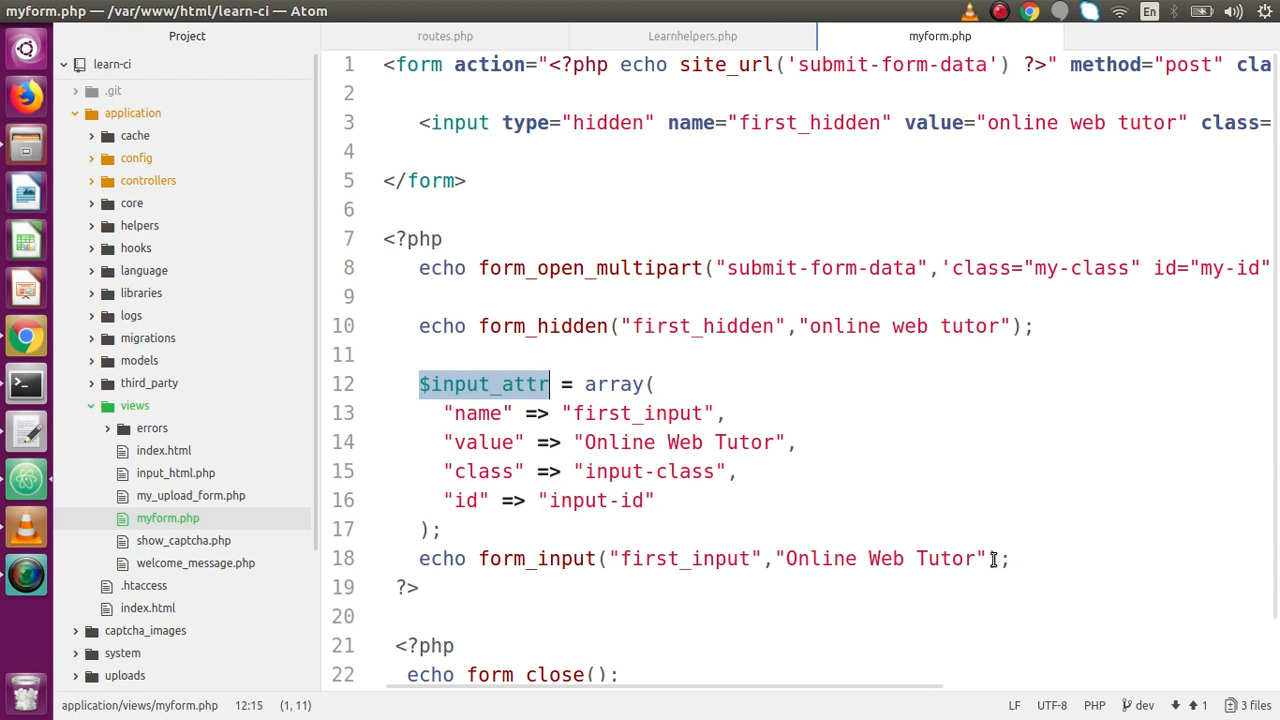 myform.php — /var/www/html/learn-ci — Atom
En
Project
routes.php
Learnhelpers.php
myform.php
learn-ci
.git
application
cache
config
controllers
core
helpers
hooks
language
libraries
logs
migrations
models
third_party
views
errors
index.html
input_html.php
my_upload_form.php
myform.php
show_captcha.php
welcome_message.php
.htaccess
index.html
captcha_images
system
uploads
1 <form action="<?php echo site_url('submit-form-data') ?>" method="post" cla
2
3 <input type="hidden" name="first_hidden" value="online web tutor" class=
4
5 </form>
6
7 <?php
8 echo form_open_multipart("submit-form-data",'class="my-class" id="my-id"
9
10 echo form_hidden("first_hidden","online web tutor");
11
12 $input_attr = array(
13 "name" => "first_input",
14 "value" => "Online Web Tutor",
15 "class" => "input-class",
16 "id" => "input-id"
17 );
18 echo form_input("first_input","Online Web Tutor");
19 ?>
20
21 <?php
22 echo form_close();
application/views/myform.php 12:15 (1, 11) LF UTF-8 PHP dev 1 3 files